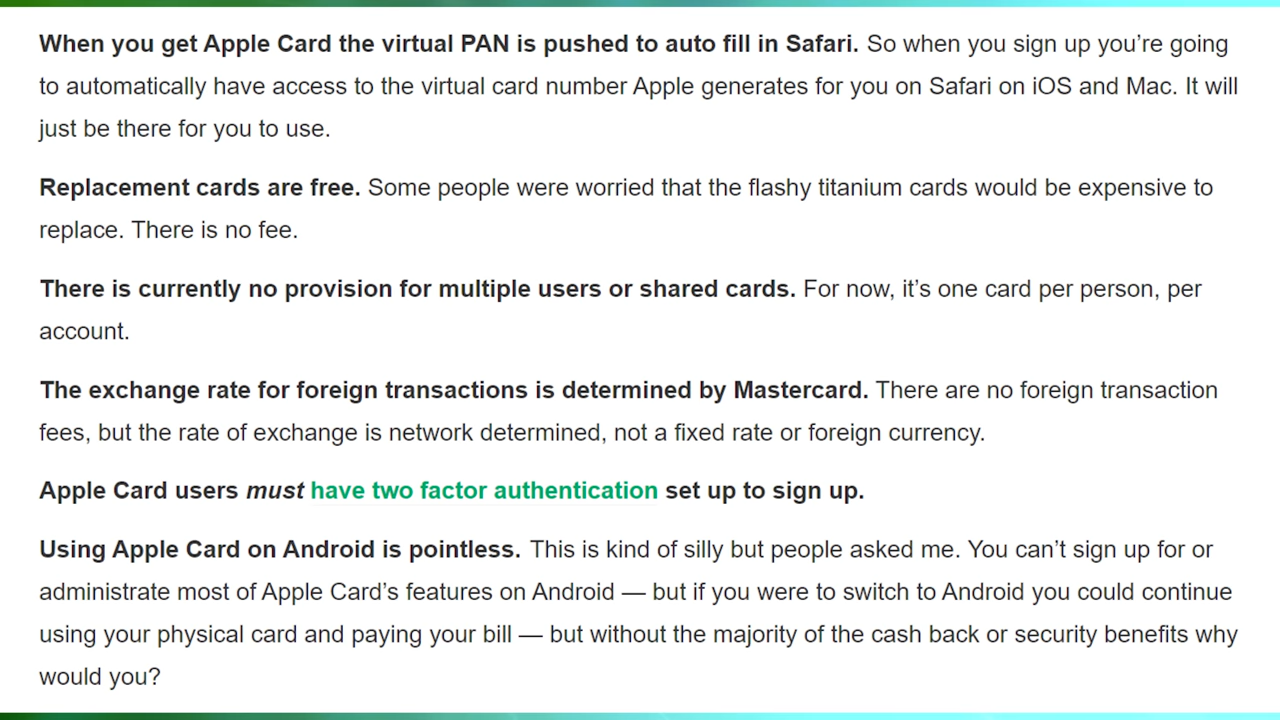 When you get Apple Card the virtual PAN is pushed to auto fill in Safari. So when you sign up you’re going
to automatically have access to the virtual card number Apple generates for you on Safari on iOS and Mac. It will
just be there for you to use.
Replacement cards are free. Some people were worried that the flashy titanium cards would be expensive to
replace. There is no fee.
There is currently no provision for multiple users or shared cards. For now, it’s one card per person, per
account.
The exchange rate for foreign transactions is determined by Mastercard. There are no foreign transaction
fees, but the rate of exchange is network determined, not a fixed rate or foreign currency.
Apple Card users must have two factor authentication set up to sign up.
Using Apple Card on Android is pointless. This is kind of silly but people asked me. You can’t sign up for or
administrate most of Apple Card’s features on Android — but if you were to switch to Android you could continue
using your physical card and paying your bill — but without the majority of the cash back or security benefits why
would you?